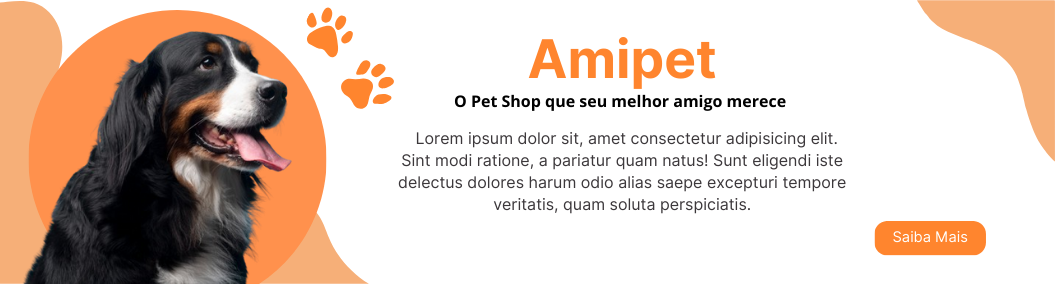 Amipet
O Pet Shop que seu melhor amigo merece
Lorem ipsum dolor sit, amet consectetur adipisicing elit.
Sint modi ratione, a pariatur quam natus! Sunt eligendi iste
delectus dolores harum odio alias saepe excepturi tempore
veritatis, quam soluta perspiciatis.
Saiba Mais